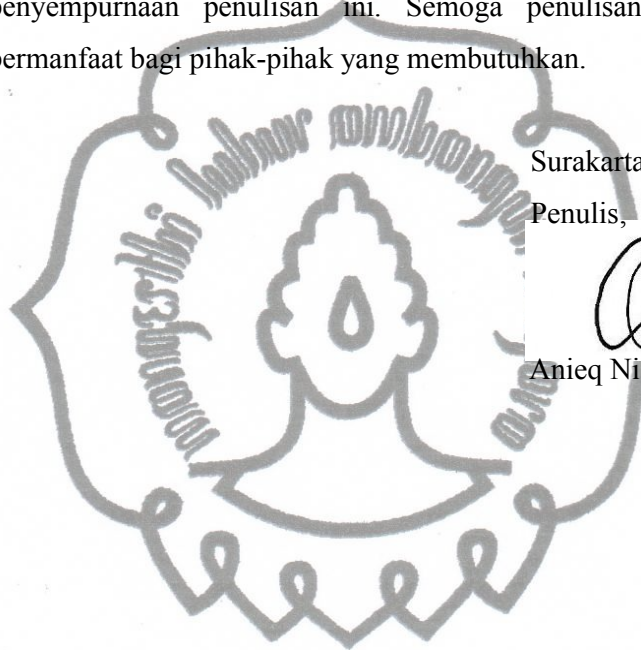 penyempurnaan penulisan ini. Semoga penulisan
bermanfaat bagi pihak-pihak yang membutuhkan.
Surakarta
Penulis,
Anieq Ni